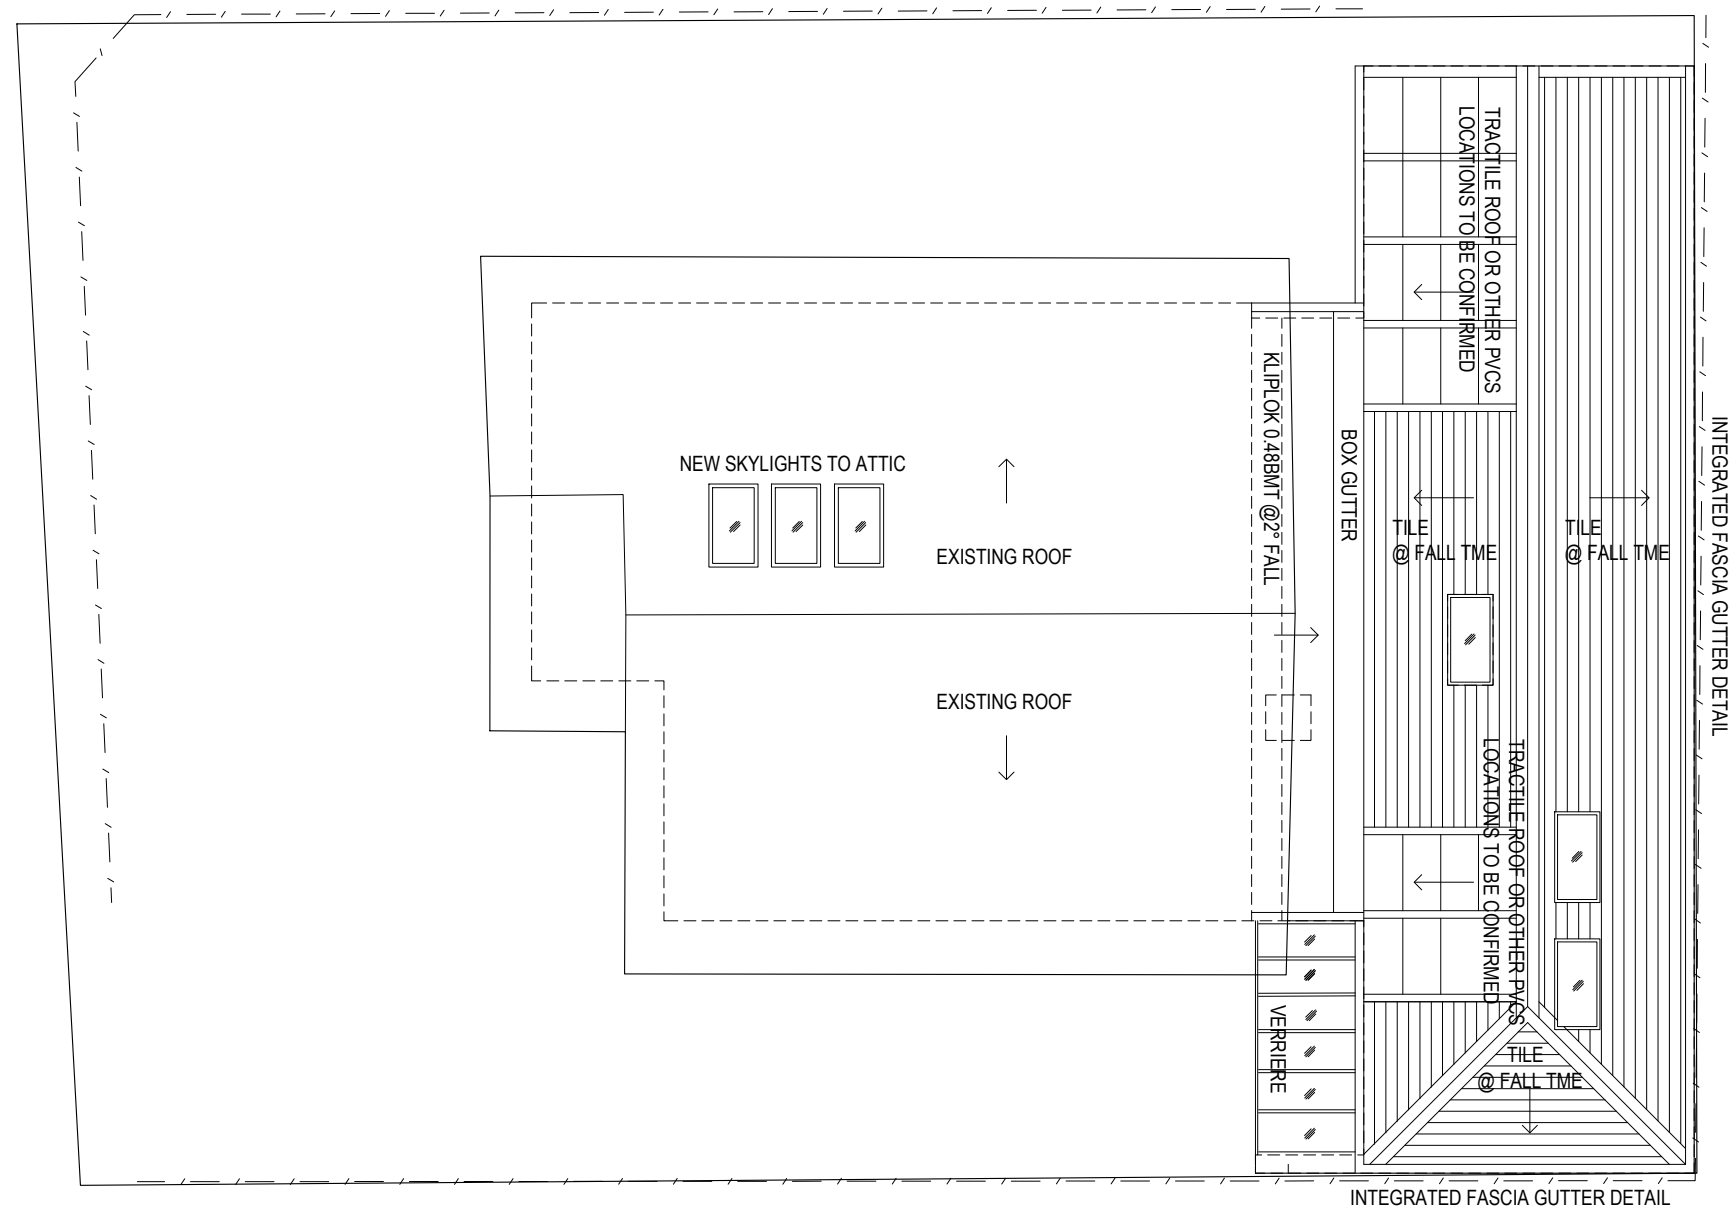 TRACTILE ROOF OR OTHER PVCS
LOCATIONS TO BE CONFIRMED
NEW SKYLIGHTS TO ATTIC
EXISTING ROOF
EXISTING ROOF
KLIPLOK 0.48BMT @2° FALL
BOX GUTTER
TILE
@ FALL TME
TILE
@ FALL TME
INTEGRATED FASCIA GUTTER DETAIL
TRACTILE ROOF OR OTHER PVCS
LOCATIONS TO BE CONFIRMED
VERRIERE
TILE
@ FALL TME
INTEGRATED FASCIA GUTTER DETAIL